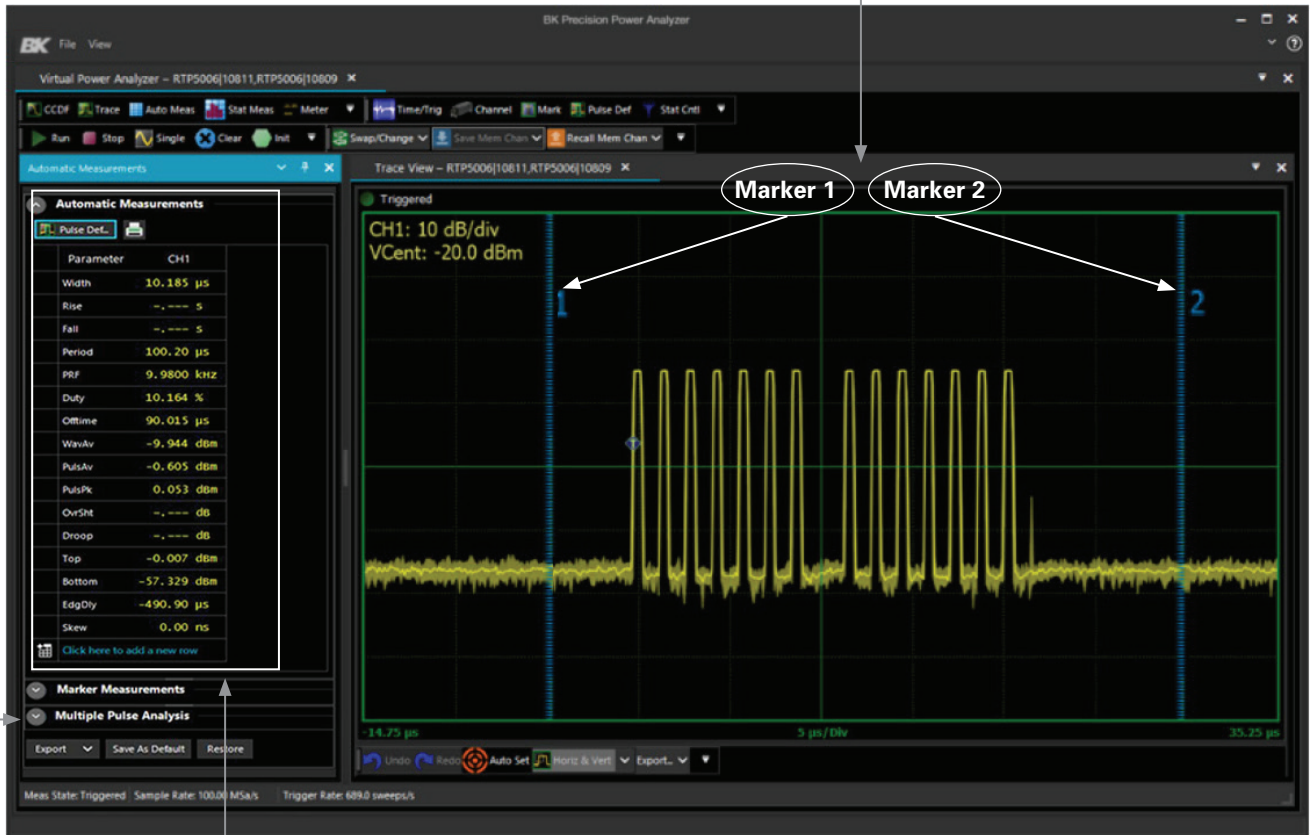 BK Precision Power Analyzer
BK File View
Virtual Power Analyzer – RTP5006|10811,RTP5006|10809
CCDF Trace Auto Meas Stat Meas Meter Time/Trig Channel Mark Pulse Def Stat Cntl
Run Stop Single Clear Init Swap/Change Save Mem Chan Recall Mem Chan
Automatic Measurements
Trace View – RTP5006|10811,RTP5006|10809
Automatic Measurements
Pulse Def...
Parameter CH1
Width 10.185 µs
Rise -.--- s
Fall -.--- s
Period 100.20 µs
PRF 9.9800 kHz
Duty 10.164 %
Offtime 90.015 µs
WavAv -9.944 dBm
PulsAv -0.605 dBm
PulsPk 0.053 dBm
OvrSht -.--- dB
Droop -.--- dB
Top -0.007 dBm
Bottom -57.329 dBm
EdgDly -490.90 µs
Skew 0.00 ns
Click here to add a new row
Marker Measurements
Multiple Pulse Analysis
Export Save As Default Restore
Triggered
CH1: 10 dB/div
VCent: -20.0 dBm
Marker 1 Marker 2
1 2
-14.75 µs 5 µs/Div 35.25 µs
Undo Redo Auto Set Horiz & Vert Export...
Meas State: Triggered Sample Rate: 100.00 MSa/s Trigger Rate: 689.0 sweeps/s